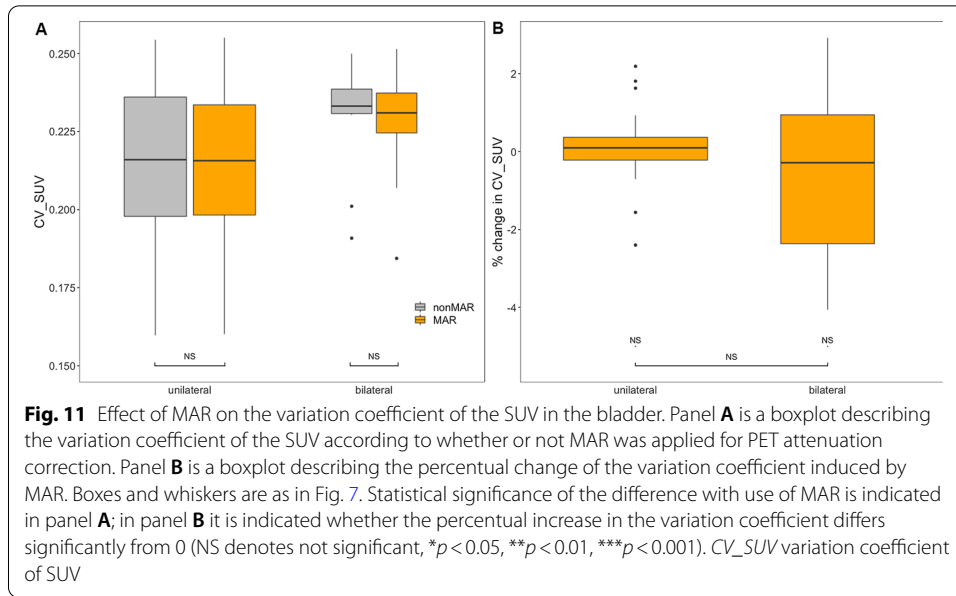 A
B
0.250
0.225
0.200
0.175
0.150
CV_SUV
nonMAR
MAR
NS
NS
unilateral
bilateral
2
0
-2
-4
% change in CV_SUV
NS
NS
NS
unilateral
bilateral
Fig. 11 Effect of MAR on the variation coefficient of the SUV in the bladder. Panel A is a boxplot describing
the variation coefficient of the SUV according to whether or not MAR was applied for PET attenuation
correction. Panel B is a boxplot describing the percentual change of the variation coefficient induced by
MAR. Boxes and whiskers are as in Fig. 7. Statistical significance of the difference with use of MAR is indicated
in panel A; in panel B it is indicated whether the percentual increase in the variation coefficient differs
significantly from 0 (NS denotes not significant, *p < 0.05, **p < 0.01, ***p < 0.001). CV_SUV variation coefficient
of SUV